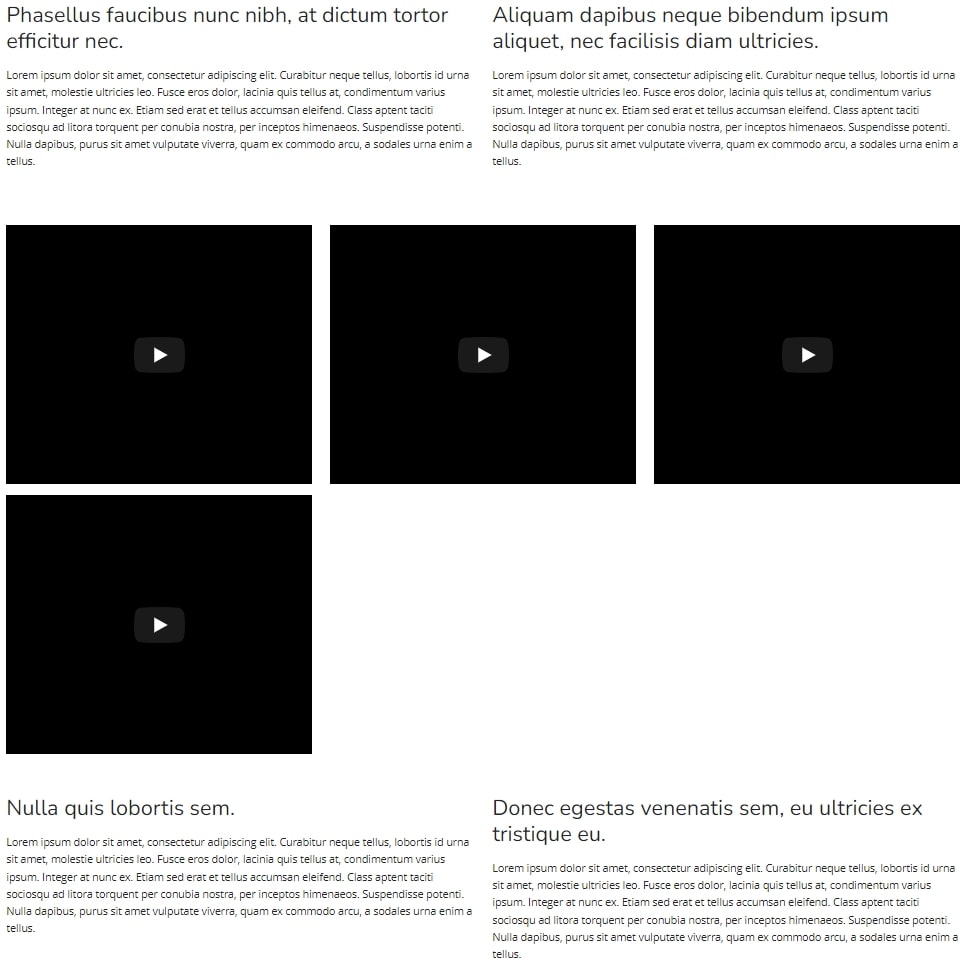 Phasellus faucibus nunc nibh, at dictum tortor
efficitur nec.
Lorem ipsum dolor sit amet, consectetur adipiscing elit. Curabitur neque tellus, lobortis id urna
sit amet, molestie ultricies leo. Fusce eros dolor, lacinia quis tellus at, condimentum varius
ipsum. Integer at nunc ex. Etiam sed erat et tellus accumsan eleifend. Class aptent taciti
sociosqu ad litora torquent per conubia nostra, per inceptos himenaeos. Suspendisse potenti.
Nulla dapibus, purus sit amet vulputate viverra, quam ex commodo arcu, a sodales urna enim a
tellus.
Aliquam dapibus neque bibendum ipsum
aliquet, nec facilisis diam ultricies.
Lorem ipsum dolor sit amet, consectetur adipiscing elit. Curabitur neque tellus, lobortis id urna
sit amet, molestie ultricies leo. Fusce eros dolor, lacinia quis tellus at, condimentum varius
ipsum. Integer at nunc ex. Etiam sed erat et tellus accumsan eleifend. Class aptent taciti
sociosqu ad litora torquent per conubia nostra, per inceptos himenaeos. Suspendisse potenti.
Nulla dapibus, purus sit amet vulputate viverra, quam ex commodo arcu, a sodales urna enim a
tellus.
Nulla quis lobortis sem.
Lorem ipsum dolor sit amet, consectetur adipiscing elit. Curabitur neque tellus, lobortis id urna
sit amet, molestie ultricies leo. Fusce eros dolor, lacinia quis tellus at, condimentum varius
ipsum. Integer at nunc ex. Etiam sed erat et tellus accumsan eleifend. Class aptent taciti
sociosqu ad litora torquent per conubia nostra, per inceptos himenaeos. Suspendisse potenti.
Nulla dapibus, purus sit amet vulputate viverra, quam ex commodo arcu, a sodales urna enim a
tellus.
Donec egestas venenatis sem, eu ultricies ex
tristique eu.
Lorem ipsum dolor sit amet, consectetur adipiscing elit. Curabitur neque tellus, lobortis id urna
sit amet, molestie ultricies leo. Fusce eros dolor, lacinia quis tellus at, condimentum varius
ipsum. Integer at nunc ex. Etiam sed erat et tellus accumsan eleifend. Class aptent taciti
sociosqu ad litora torquent per conubia nostra, per inceptos himenaeos. Suspendisse potenti.
Nulla dapibus, purus sit amet vulputate viverra, quam ex commodo arcu, a sodales urna enim a
tellus.